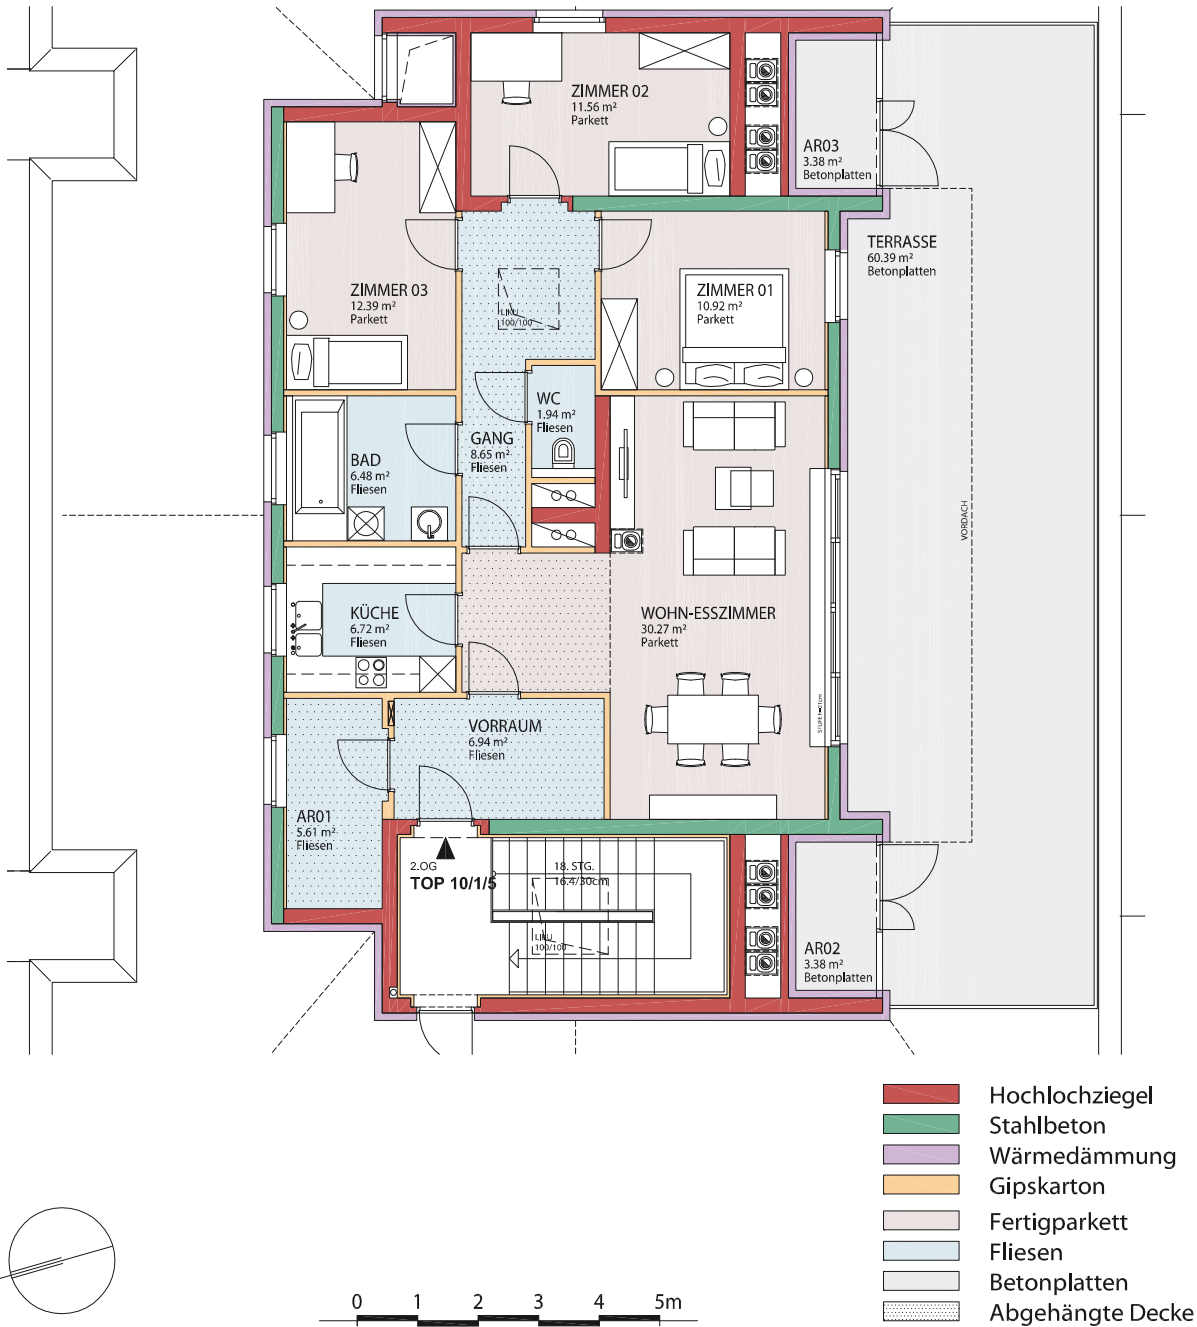 ZIMMER 02
11.56 m²
Parkett
AR03
3.38 m²
Betonplatten
TERRASSE
60.39 m²
Betonplatten
ZIMMER 03
12.39 m²
Parkett
LIKU
100/100
ZIMMER 01
10.92 m²
Parkett
WC
1.94 m²
Fliesen
GANG
8.65 m²
Fliesen
BAD
6.48 m²
Fliesen
VORDACH
KÜCHE
6.72 m²
Fliesen
WOHN-ESSZIMMER
30.27 m²
Parkett
STUFE H=21cm
VORRAUM
6.94 m²
Fliesen
AR01
5.61 m²
Fliesen
2.OG
TOP 10/1/5
18. STG.
16.4/30cm
LIKU
100/100
AR02
3.38 m²
Betonplatten
Hochlochziegel
Stahlbeton
Wärmedämmung
Gipskarton
Fertigparkett
Fliesen
Betonplatten
Abgehängte Decke
0 1 2 3 4 5m